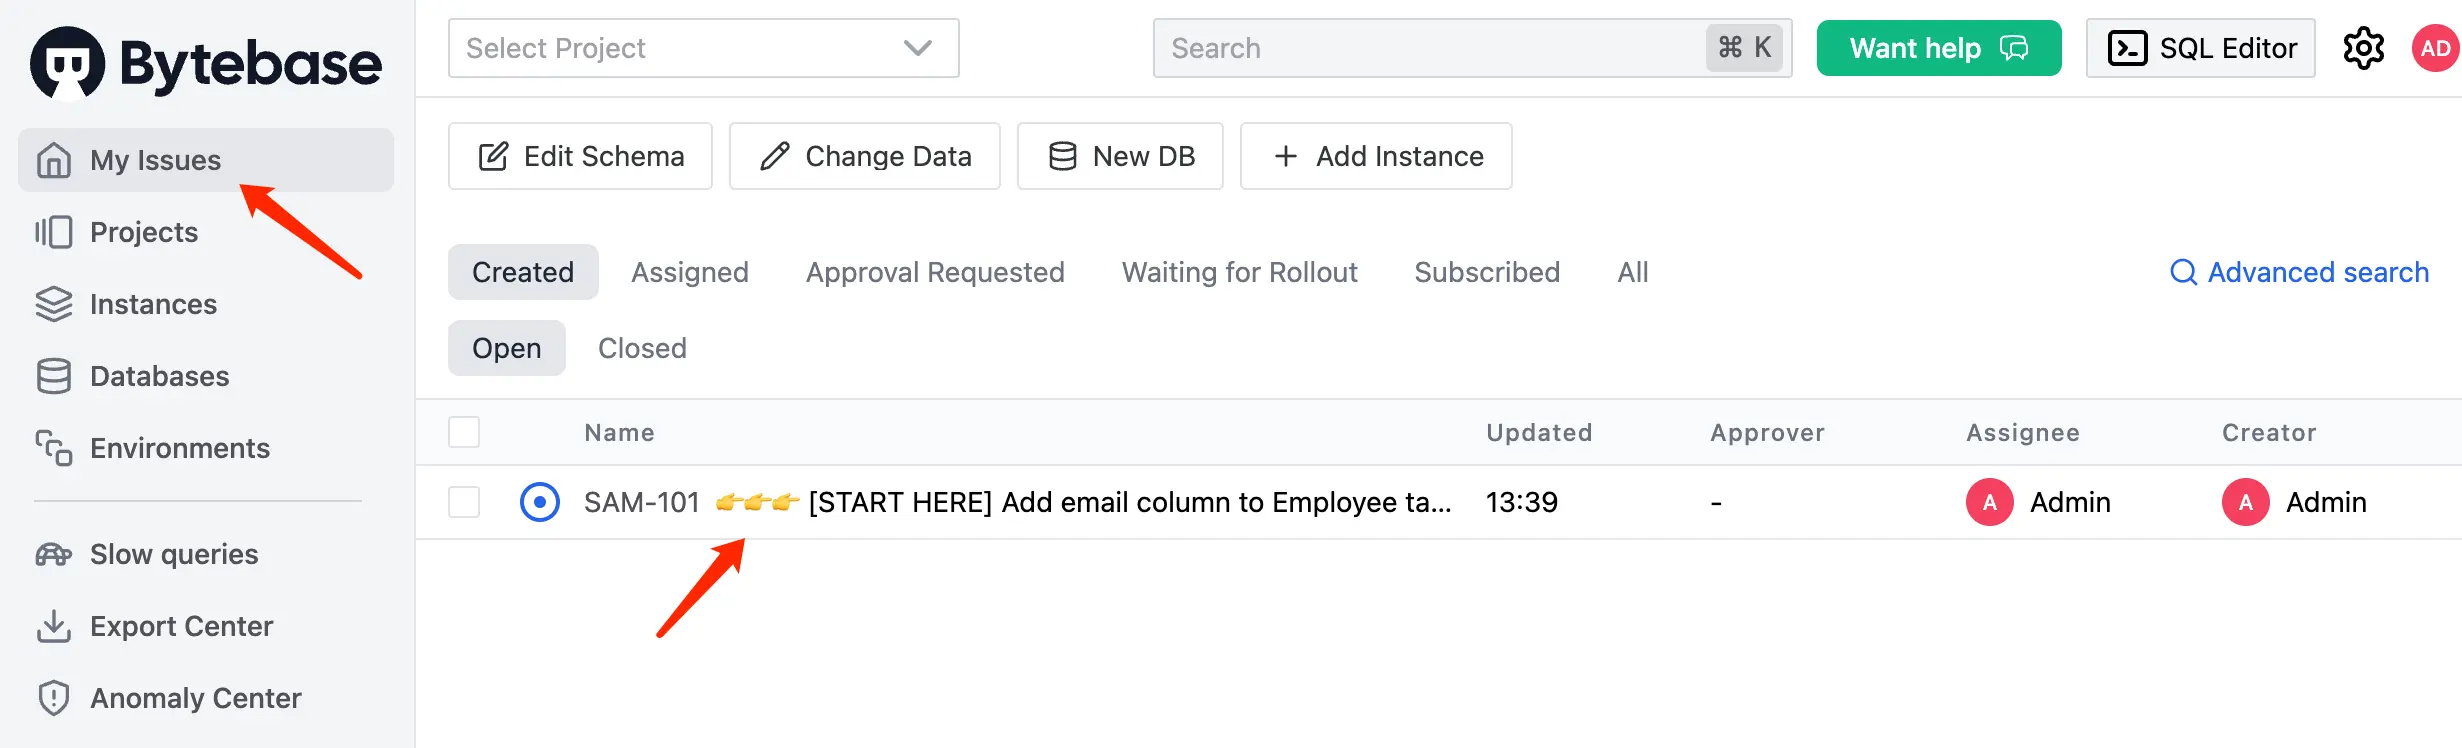 Bytebase
Select Project
Search
⌘ K
Want help
SQL Editor
AD
My Issues
Projects
Instances
Databases
Environments
Slow queries
Export Center
Anomaly Center
Edit Schema
Change Data
New DB
+ Add Instance
Created Assigned Approval Requested Waiting for Rollout Subscribed All
Advanced search
Open Closed
Name Updated Approver Assignee Creator
SAM-101 👉👉👉 [START HERE] Add email column to Employee ta... 13:39 - A Admin A Admin